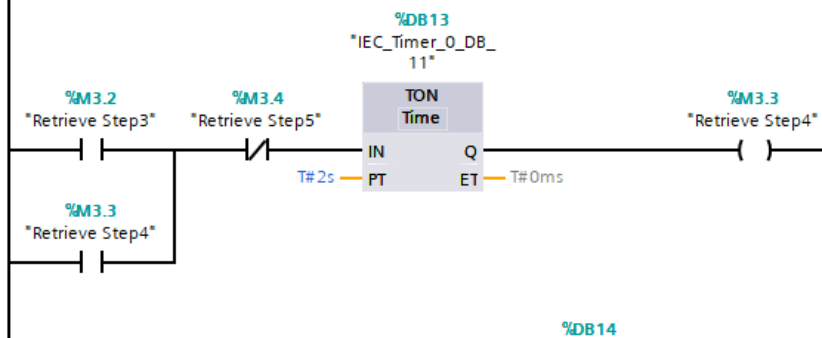 %DB13
"IEC_Timer_0_DB_
11"
%M3.2
"Retrieve Step3"
%M3.4
"Retrieve Step5"
TON
Time
%M3.3
"Retrieve Step4"
IN
Q
T#2s
PT
ET
T#0ms
%M3.3
"Retrieve Step4"
%DB14